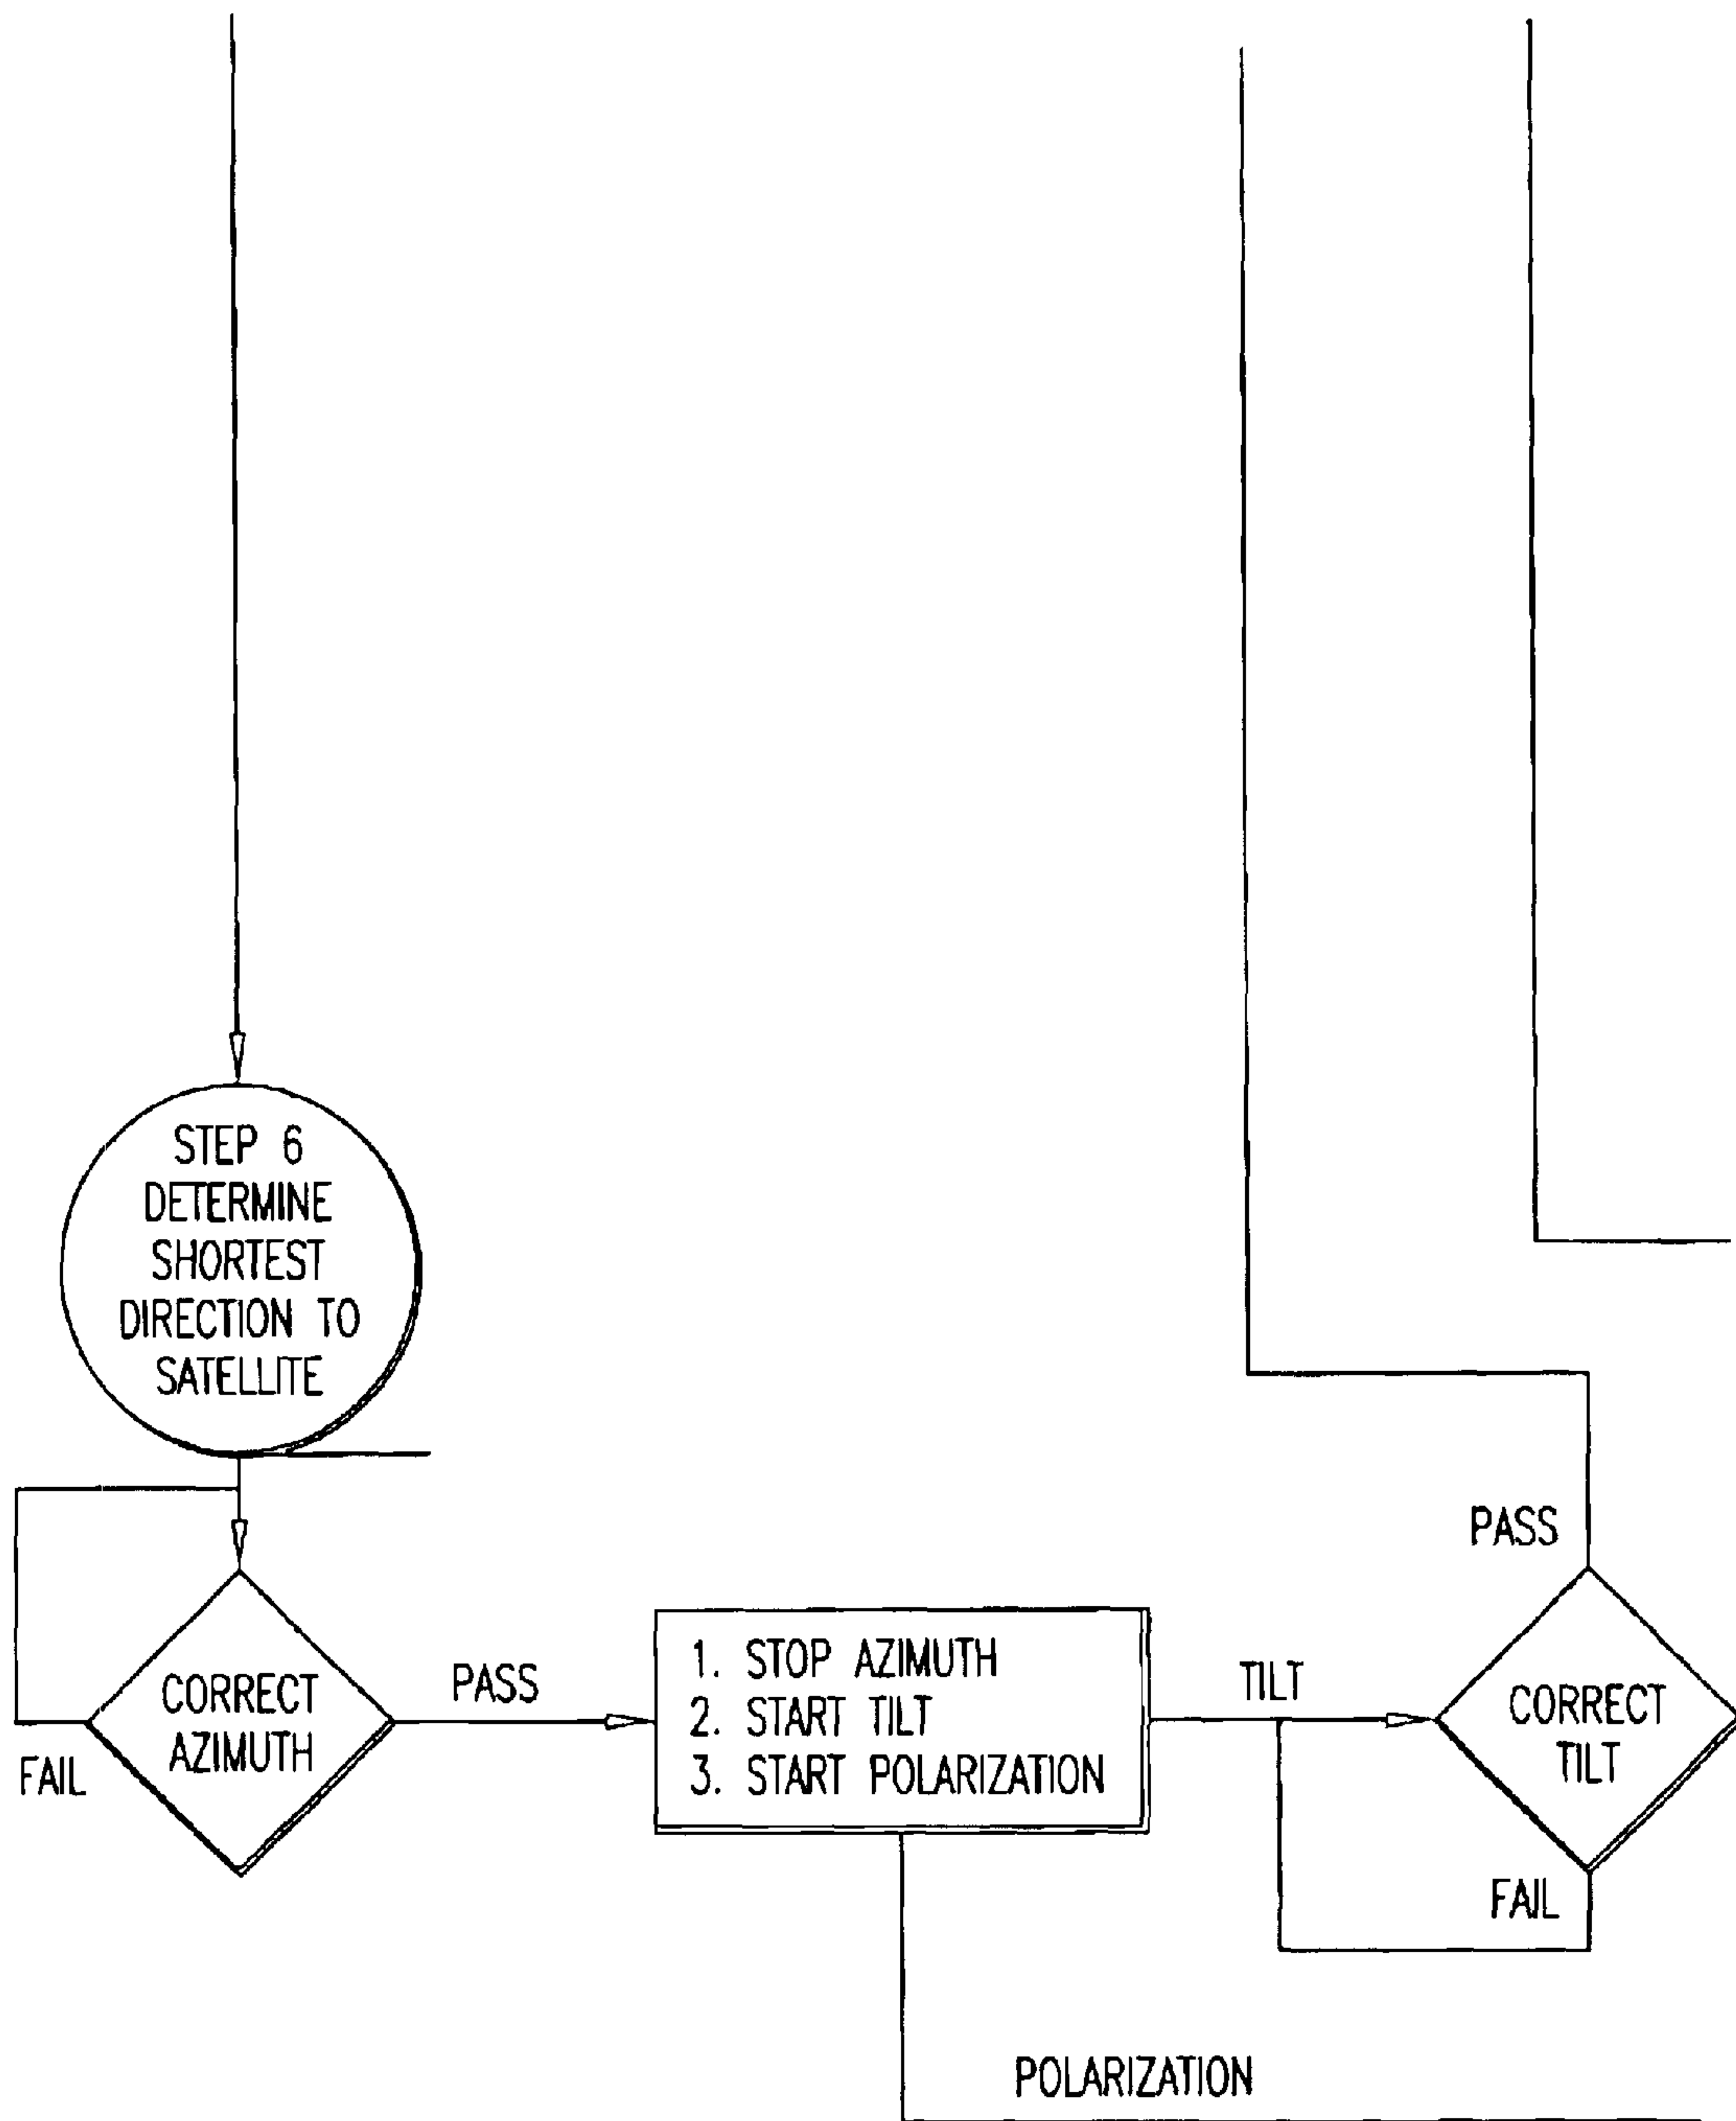 STEP 6
DETERMINE
SHORTEST
DIRECTION TO
SATELLITE
CORRECT
AZIMUTH
FAIL
PASS
1. STOP AZIMUTH
2. START TILT
3. START POLARIZATION
TILT
CORRECT
TILT
PASS
FAIL
POLARIZATION